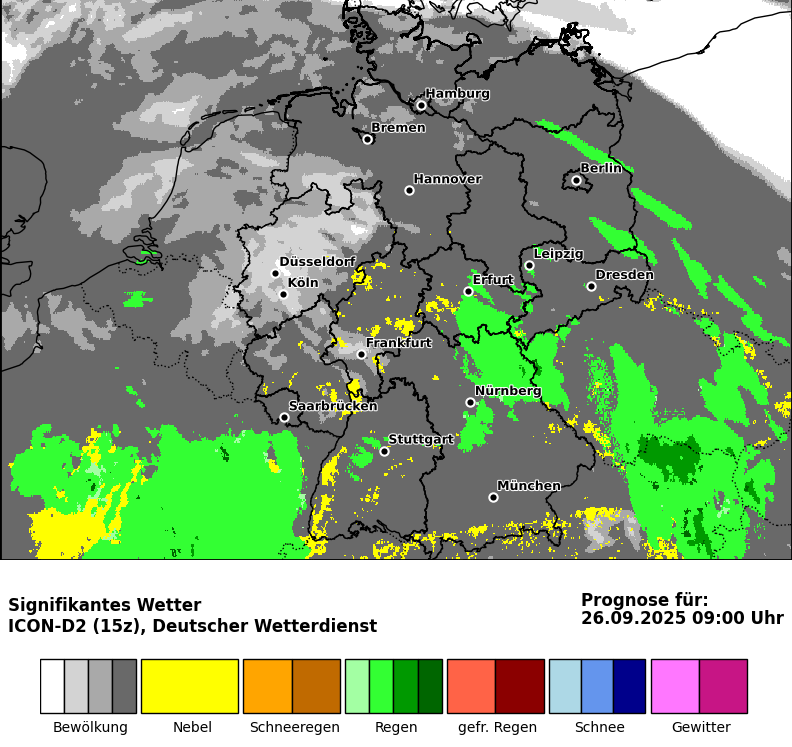 Hamburg
Bremen
Berlin
Hannover
Düsseldorf
Leipzig
Köln
Erfurt
Dresden
Frankfurt
Nürnberg
Saarbrücken
Stuttgart
München
Signifikantes Wetter
ICON-D2 (15z), Deutscher Wetterdienst
Prognose für:
26.09.2025 09:00 Uhr
Bewölkung Nebel Schneeregen Regen gefr. Regen Schnee Gewitter